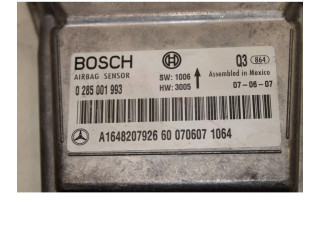 BOSCH
AIRBAG SENSOR
0 285 001 993
SW: 1006
HW: 3005
Q3 864
Assembled in Mexico
07-06-07
A1648207926 60 070607 1064